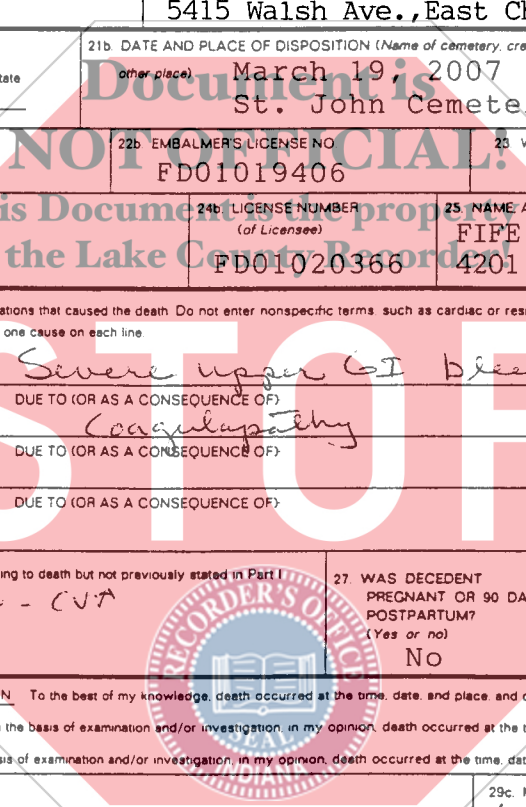 5415 Walsh Ave.,East Ch
21b. DATE AND PLACE OF DISPOSITION (Name of cemetery, cre
tate
other place) March 19, 2007
Document is
St. John Cemete
NOT OFFICIAL!
22b EMBALMER'S LICENSE NO.
23 W
FD01019406
is Document is the property
24b. LICENSE NUMBER
25. NAME, A
(of Licensee)
FIFE
the Lake County Recorder!
FD01020366
4201
ations that caused the death. Do not enter nonspecific terms, such as cardiac or resp
one cause on each line.
STOP
Severe upper GI blee
DUE TO (OR AS A CONSEQUENCE OF)
Coagulapathy
DUE TO (OR AS A CONSEQUENCE OF)
DUE TO (OR AS A CONSEQUENCE OF)
ing to death but not previously stated in Part I
27. WAS DECEDENT
- CVA
PREGNANT OR 90 DA
POSTPARTUM?
(Yes or no)
No
RECORDER'S OFFICE
N To the best of my knowledge, death occurred at the time, date, and place, and d
the basis of examination and/or investigation, in my opinion, death occurred at the t
SEAL
sis of examination and/or investigation, in my opinion, death occurred at the time, dat
INDIANA
29c.